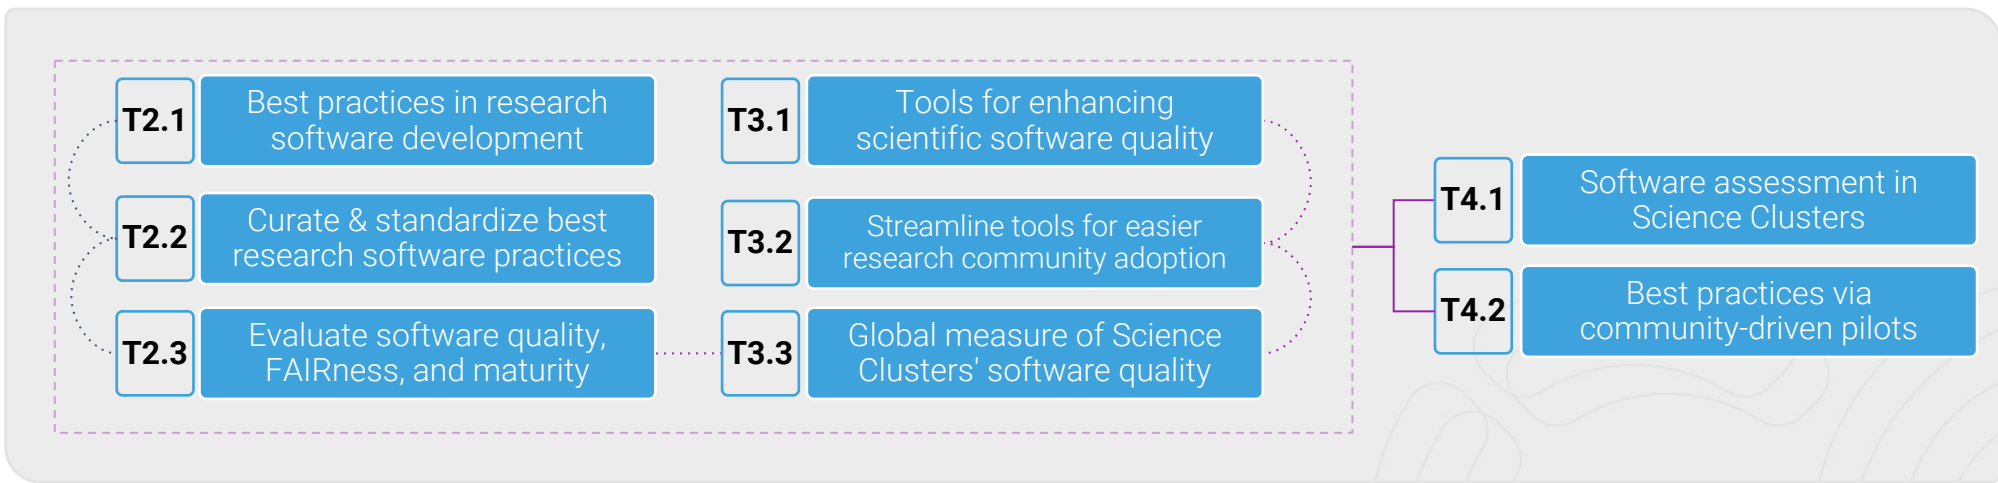 T2.1
Best practices in research
software development
T2.2
Curate & standardize best
research software practices
T2.3
Evaluate software quality,
FAIRness, and maturity
T3.1
Tools for enhancing
scientific software quality
T3.2
Streamline tools for easier
research community adoption
T3.3
Global measure of Science
Clusters' software quality
T4.1
Software assessment in
Science Clusters
T4.2
Best practices via
community-driven pilots